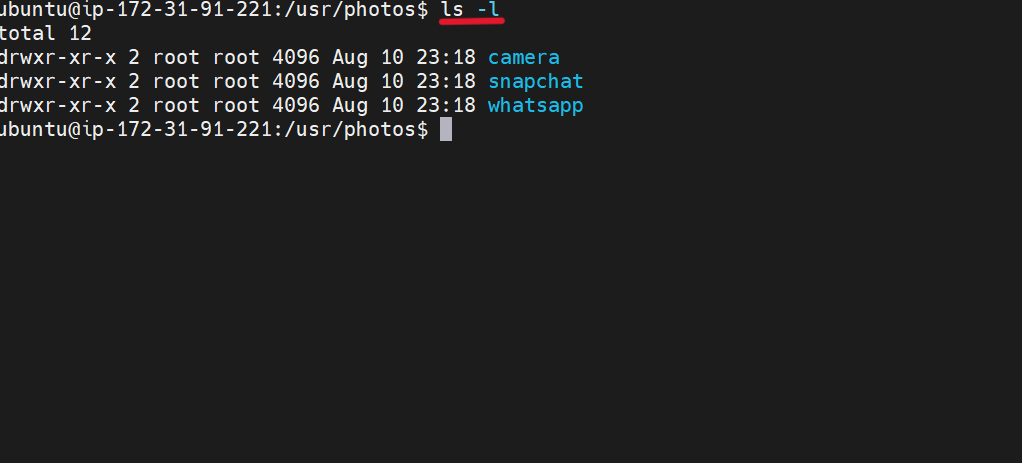 ubuntu@ip-172-31-91-221:/usr/photos$ ls -l
total 12
drwxr-xr-x 2 root root 4096 Aug 10 23:18 camera
drwxr-xr-x 2 root root 4096 Aug 10 23:18 snapchat
drwxr-xr-x 2 root root 4096 Aug 10 23:18 whatsapp
ubuntu@ip-172-31-91-221:/usr/photos$